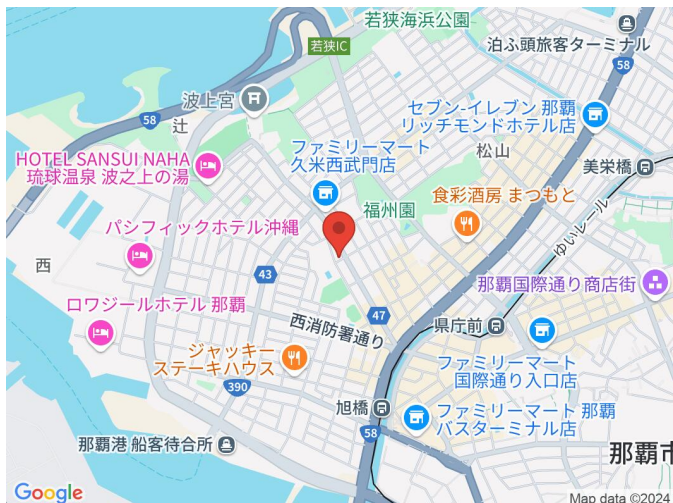 若狭海浜公園
泊ふ頭旅客ターミナル
若狭IC
58
波上宮
58
辻
セブン-イレブン 那覇
リッチモンドホテル店
ファミリーマート
久米西武門店
松山
HOTEL SANSUI NAHA
琉球温泉 波之上の湯
美栄橋
食彩酒房 まつもと
福州園
ゆいレール
パシフィックホテル沖縄
西
43
那覇国際通り商店街
47
ロワジールホテル 那覇
県庁前
西消防署通り
ジャッキー
ステーキハウス
ファミリーマート
国際通り入口店
390
旭橋
ファミリーマート 那覇
バスターミナル店
58
那覇港 船客待合所
那覇市
Google
Map data ©2024